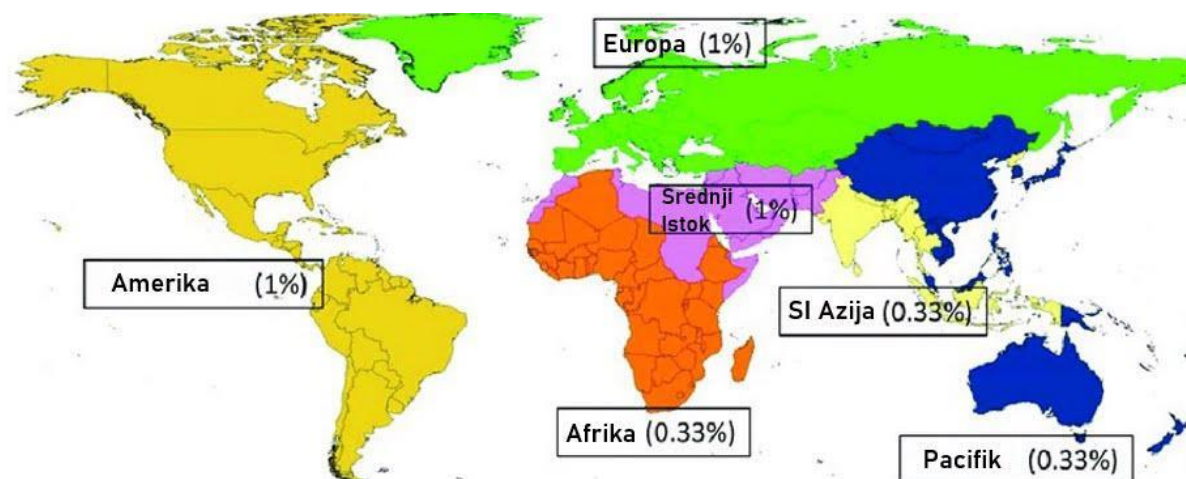 Europa (1%)
Srednji
Istok (1%)
Amerika (1%)
SI Azija (0.33%)
Afrika (0.33%)
Pacifik (0.33%)